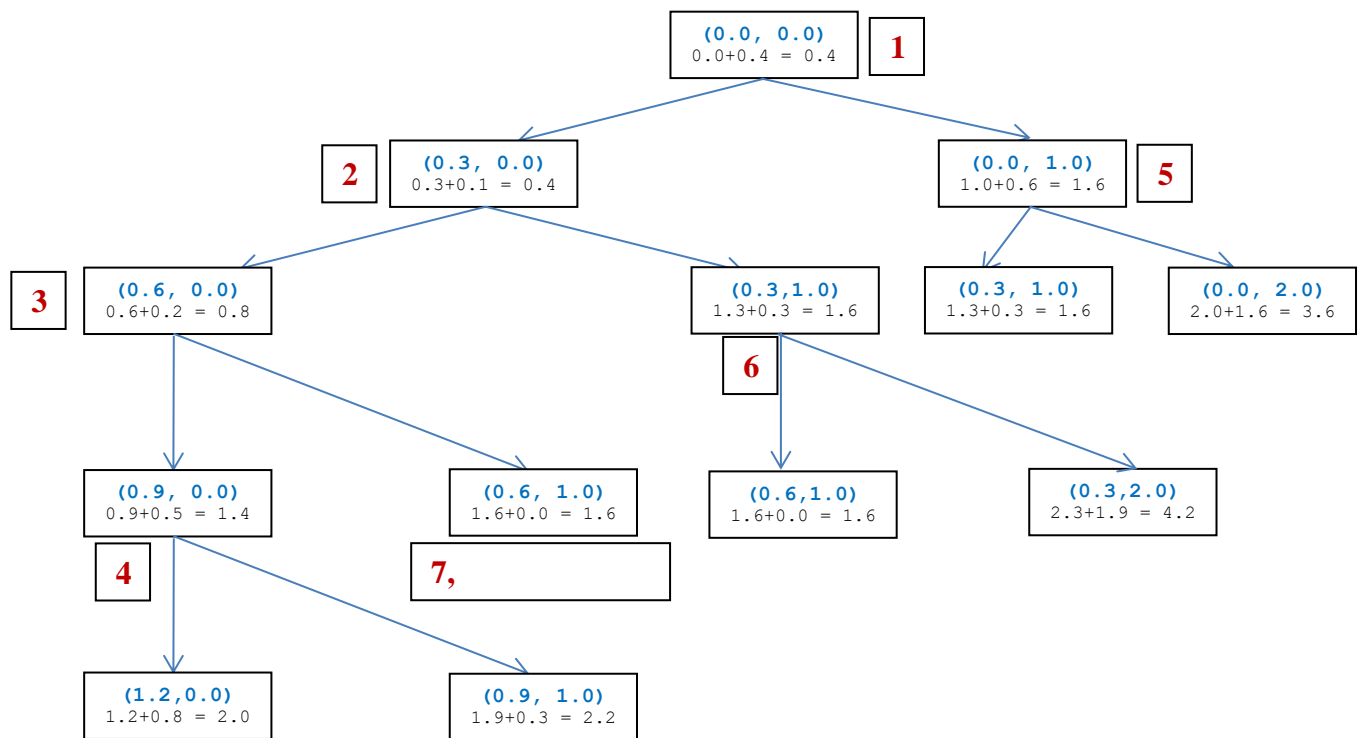 (0.0, 0.0)
0.0+0.4 = 0.4
1
2
(0.3, 0.0)
0.3+0.1 = 0.4
(0.0, 1.0)
1.0+0.6 = 1.6
5
3
(0.6, 0.0)
0.6+0.2 = 0.8
(0.3,1.0)
1.3+0.3 = 1.6
(0.3, 1.0)
1.3+0.3 = 1.6
(0.0, 2.0)
2.0+1.6 = 3.6
6
(0.9, 0.0)
0.9+0.5 = 1.4
(0.6, 1.0)
1.6+0.0 = 1.6
(0.6,1.0)
1.6+0.0 = 1.6
(0.3,2.0)
2.3+1.9 = 4.2
4
7,
(1.2,0.0)
1.2+0.8 = 2.0
(0.9, 1.0)
1.9+0.3 = 2.2